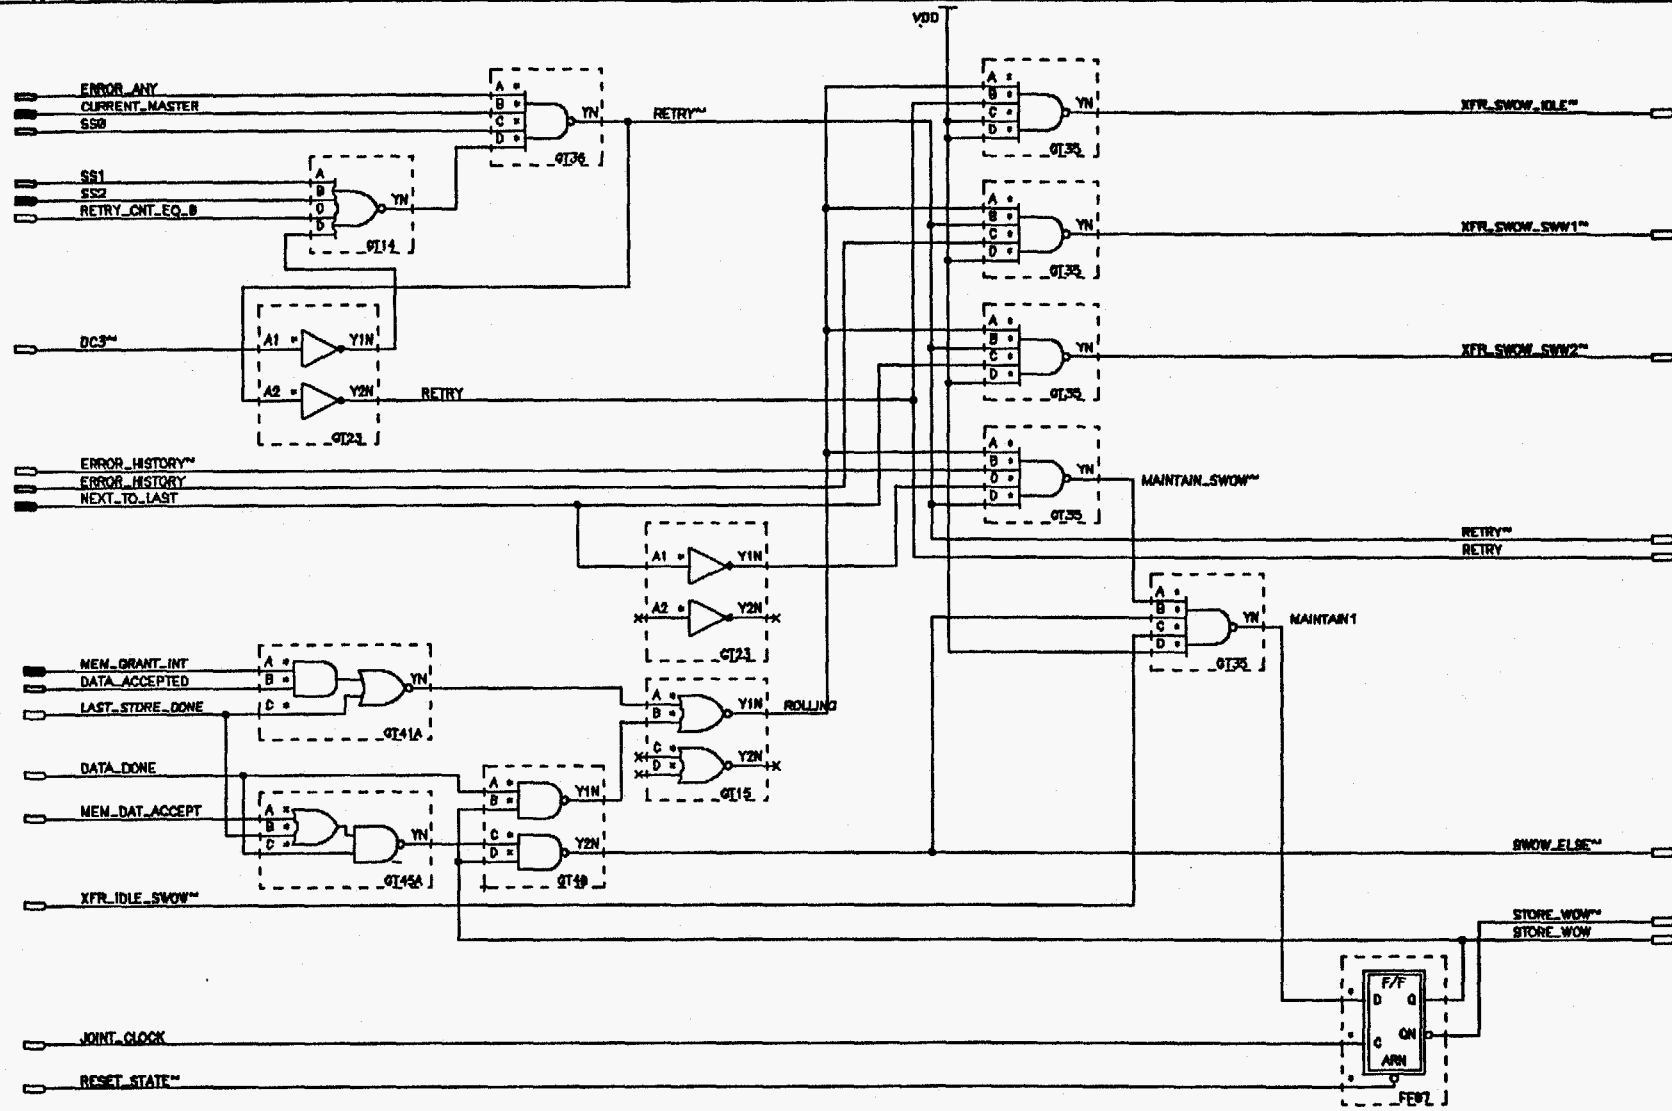 VDD
ERROR_ANY
CURRENT_MASTER
SS0
A *
B *
C *
D *
YN
GT36
RETRY~
A *
B *
C *
D *
YN
GT35
XFR_SWOW_IDLE~
SS1
SS2
RETRY_CNT_EQ_8
A
B
D
YN
GT14
A *
B *
C *
D *
YN
GT35
XFR_SWOW_SWW1~
DC3~
A1 *
Y1N
A2 *
Y2N
GT23
RETRY
A *
B *
C *
D *
YN
GT35
XFR_SWOW_SWW2~
ERROR_HISTORY~
ERROR_HISTORY
NEXT_TO_LAST
A *
B *
D *
YN
GT35
MAINTAIN_SWOW~
RETRY~
RETRY
A1 *
Y1N
A2 *
Y2N
GT23
A *
B *
C *
D *
YN
GT35
MAINTAIN1
MEM_GRANT_INT
DATA_ACCEPTED
LAST_STORE_DONE
A *
B *
C *
YN
GT41A
A *
B *
Y1N
ROLLING
C *
D *
Y2N
GT15
DATA_DONE
MEM_DAT_ACCEPT
A *
B *
C *
YN
GT45A
A *
B *
Y1N
C *
D *
Y2N
SWOW_ELSE~
XFR_IDLE_SWOW~
STORE_WOW~
STORE_WOW
F/F
D
Q
QN
C
ARN
JOINT_CLOCK
RESET_STATE~